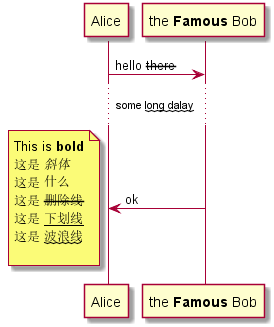 Alice
the Famous Bob
hello there
some long dalay
This is bold
这是 斜体
这是 什么
这是 删除线
这是 下划线
这是 波浪线
ok
Alice
the Famous Bob